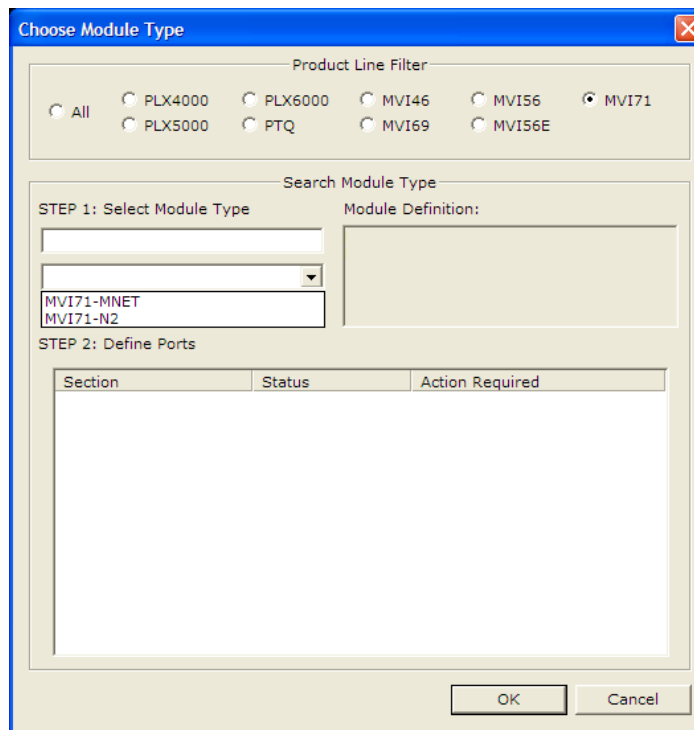 Choose Module Type
Product Line Filter
All
PLX4000
PLX6000
MVI46
MVI56
MVI71
PLX5000
PTQ
MVI69
MVI56E
Search Module Type
STEP 1: Select Module Type
Module Definition:
MVI71-MNET
MVI71-N2
STEP 2: Define Ports
Section Status Action Required
OK Cancel